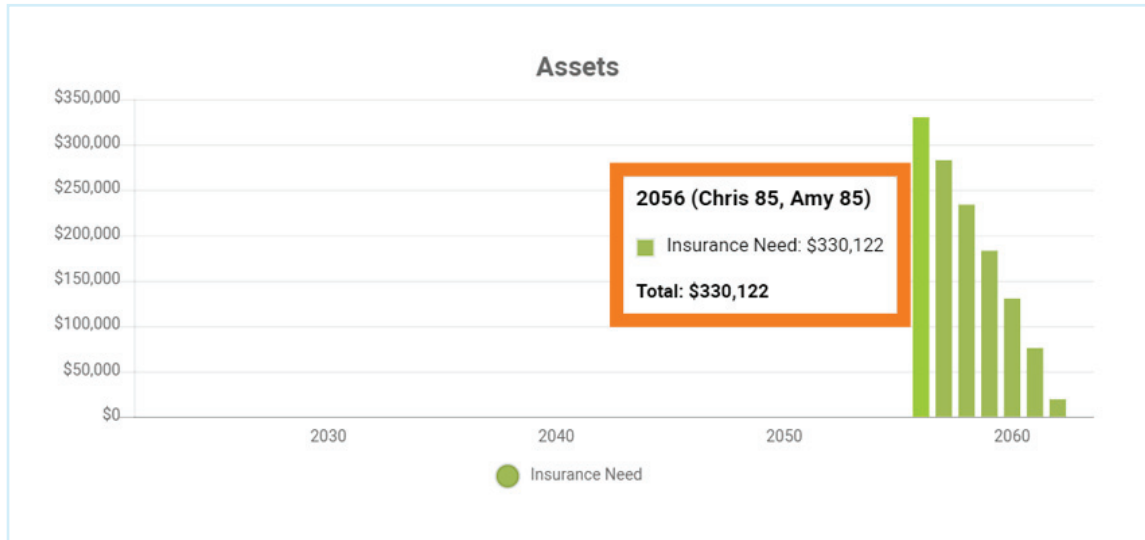 Assets
$350,000
$300,000
$250,000
$200,000
$150,000
$100,000
$50,000
$0
2056 (Chris 85, Amy 85)
Insurance Need: $330,122
Total: $330,122
2030 2040 2050 2060
Insurance Need